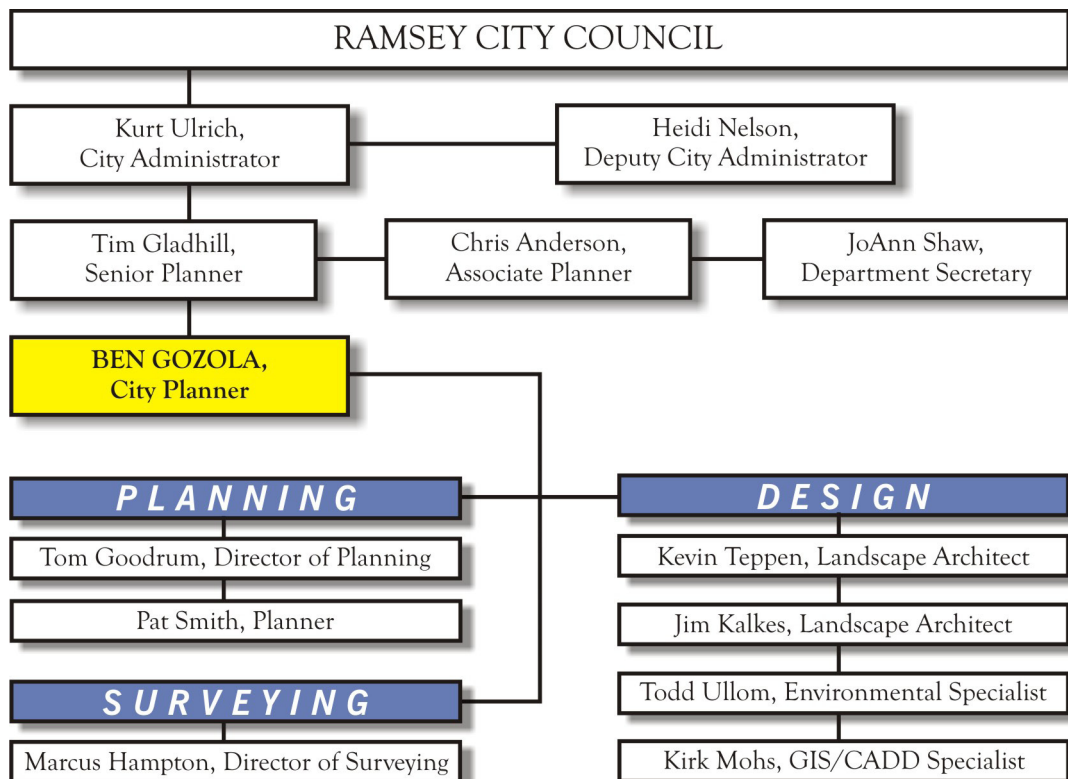 RAMSEY CITY COUNCIL
Kurt Ulrich,
City Administrator
Heidi Nelson,
Deputy City Administrator
Tim Gladhill,
Senior Planner
Chris Anderson,
Associate Planner
JoAnn Shaw,
Department Secretary
BEN GOZOLA,
City Planner
PLANNING
Tom Goodrum, Director of Planning
Pat Smith, Planner
SURVEYING
Marcus Hampton, Director of Surveying
DESIGN
Kevin Teppen, Landscape Architect
Jim Kalkes, Landscape Architect
Todd Ullom, Environmental Specialist
Kirk Mohs, GIS/CADD Specialist